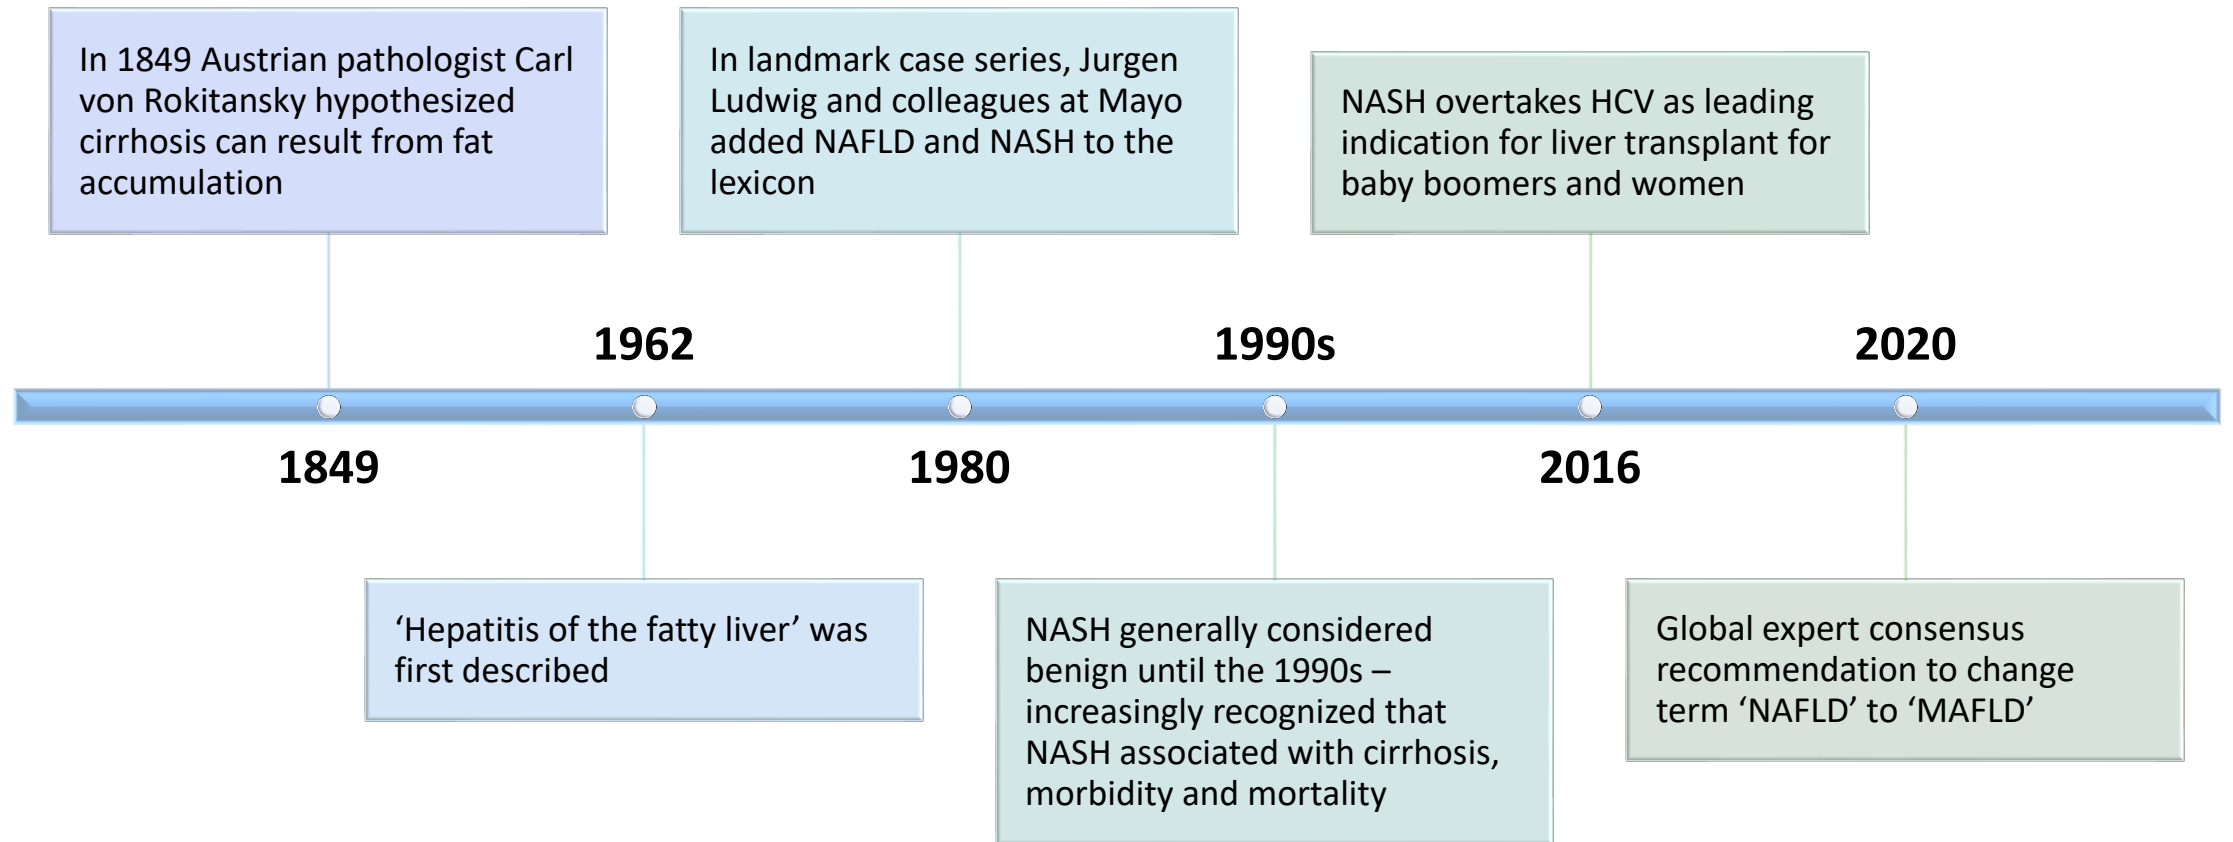 In 1849 Austrian pathologist Carl
von Rokitansky hypothesized
cirrhosis can result from fat
accumulation
In landmark case series, Jurgen
Ludwig and colleagues at Mayo
added NAFLD and NASH to the
lexicon
NASH overtakes HCV as leading
indication for liver transplant for
baby boomers and women
1962
1990s
2020
1849
1980
2016
‘Hepatitis of the fatty liver’ was
first described
NASH generally considered
benign until the 1990s –
increasingly recognized that
NASH associated with cirrhosis,
morbidity and mortality
Global expert consensus
recommendation to change
term ‘NAFLD’ to ‘MAFLD’